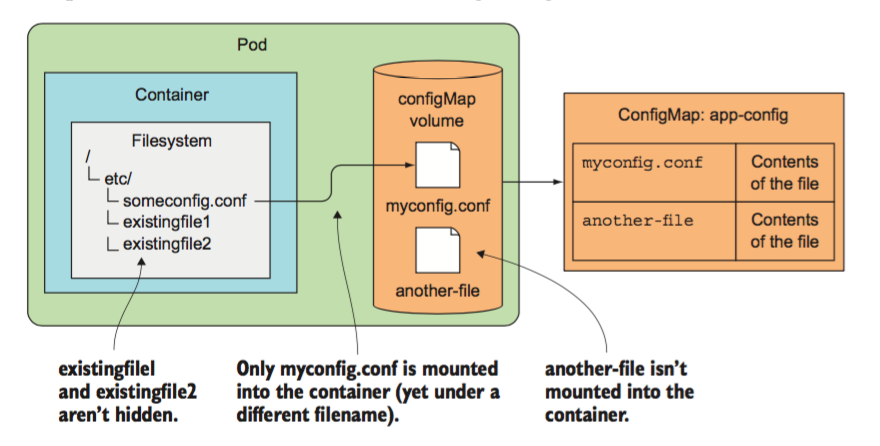 Pod
Container
Filesystem
/
etc/
someconfig.conf
existingfile1
existingfile2
configMap
volume
myconfig.conf
another-file
ConfigMap: app-config
myconfig.conf
Contents
of the file
another-file
Contents
of the file
existingfile1
and existingfile2
aren't hidden.
Only myconfig.conf is mounted
into the container (yet under a
different filename).
another-file isn't
mounted into the
container.